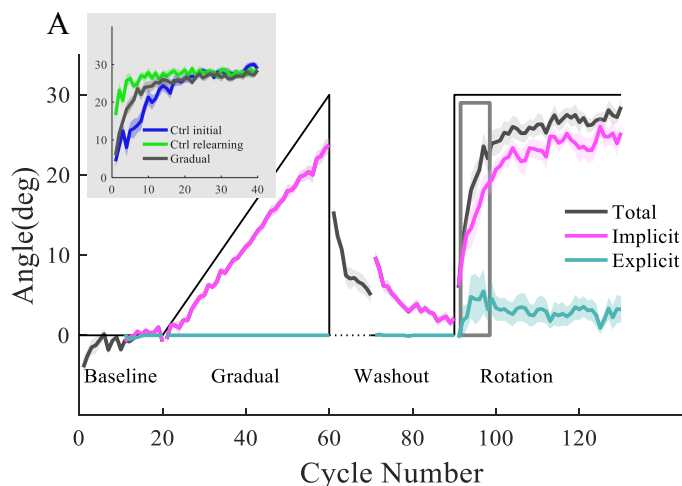 A
30
20
10
0
0
10
20
30
40
Ctrl initial
Ctrl relearning
Gradual
Angle(deg)
30
20
10
0
Total
Implicit
Explicit
Baseline
Gradual
Washout
Rotation
0
20
40
60
80
100
120
Cycle Number